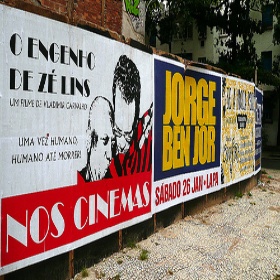 O ENGENHO
DE ZÉ LINS
UM FILME DE VLADIMIR CARVALHO
UMA VEZ HUMANO,
HUMANO ATÉ MORRER!
NOS CINEMAS
JORGE
BEN JOR
SÁBADO 26 JAN • LAPA